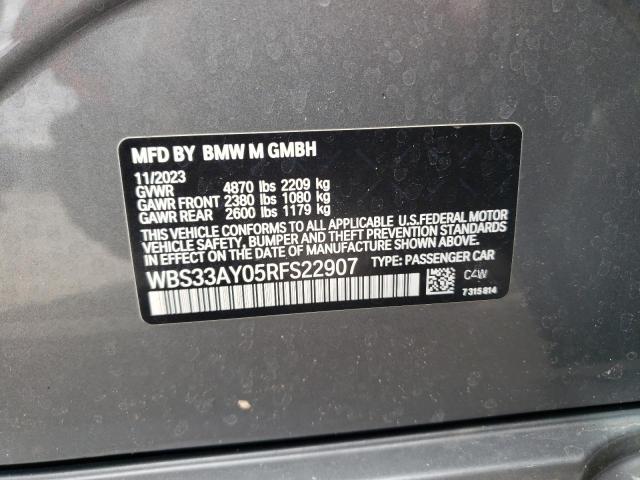 MFD BY BMW M GMBH
11/2023
GVWR 4870 lbs 2209 kg
GAWR FRONT 2380 lbs 1080 kg
GAWR REAR 2600 lbs 1179 kg
THIS VEHICLE CONFORMS TO ALL APPLICABLE U.S.FEDERAL MOTOR
VEHICLE SAFETY, BUMPER AND THEFT PREVENTION STANDARDS
IN EFFECT ON THE DATE OF MANUFACTURE SHOWN ABOVE.
WBS33AY05RFS22907 TYPE: PASSENGER CAR
C4W
7315814